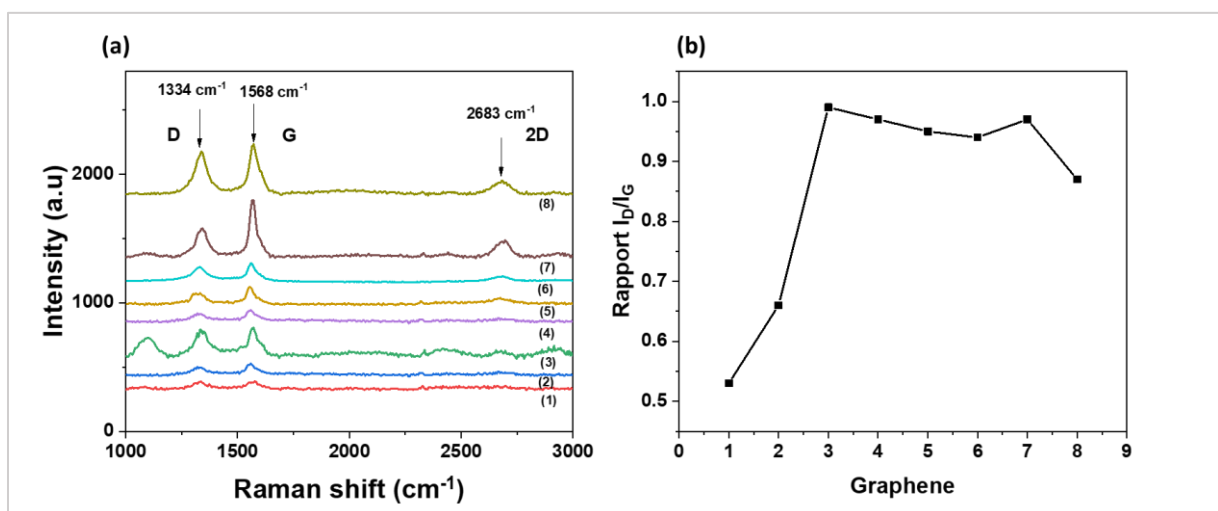 (a)
1334 cm⁻¹
1568 cm⁻¹
2683 cm⁻¹
D
G
2D
2000
1000
0
Intensity (a.u)
(8)
(7)
(6)
(5)
(4)
(3)
(2)
(1)
1000 1500 2000 2500 3000
Raman shift (cm⁻¹)
(b)
1.0
0.9
0.8
0.7
0.6
0.5
Rapport I_D/I_G
0 1 2 3 4 5 6 7 8 9
Graphene